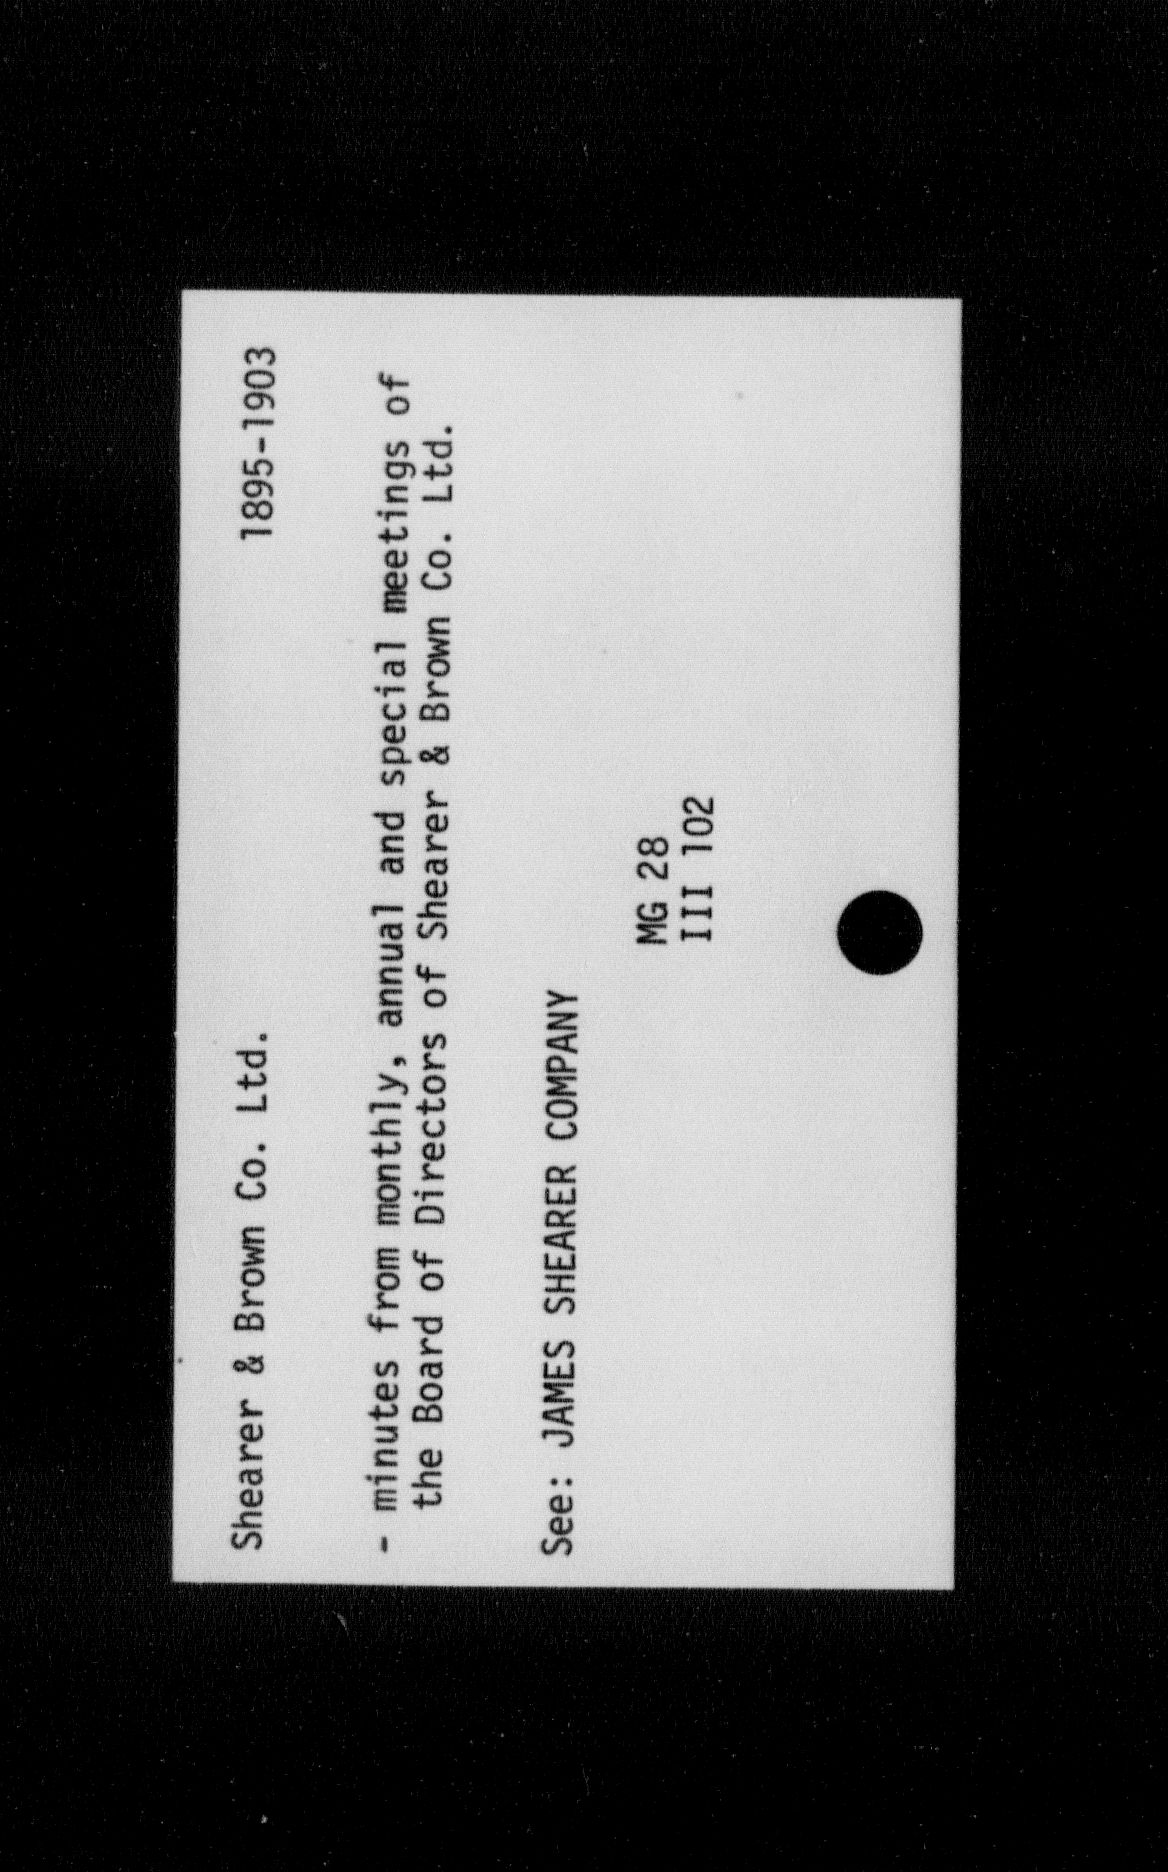 Shearer & Brown Co. Ltd. 1895-1903
- minutes from monthly, annual and special meetings of
the Board of Directors of Shearer & Brown Co. Ltd.
See: JAMES SHEARER COMPANY
MG 28
III 102